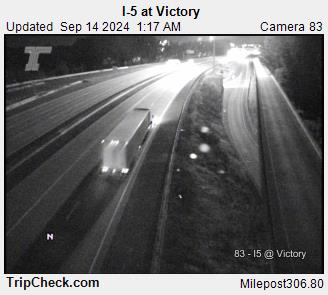 I-5 at Victory
Updated Sep 14 2024 1:17 AM Camera 83
T
N
83 - I5 @ Victory
TripCheck.com Milepost306.80